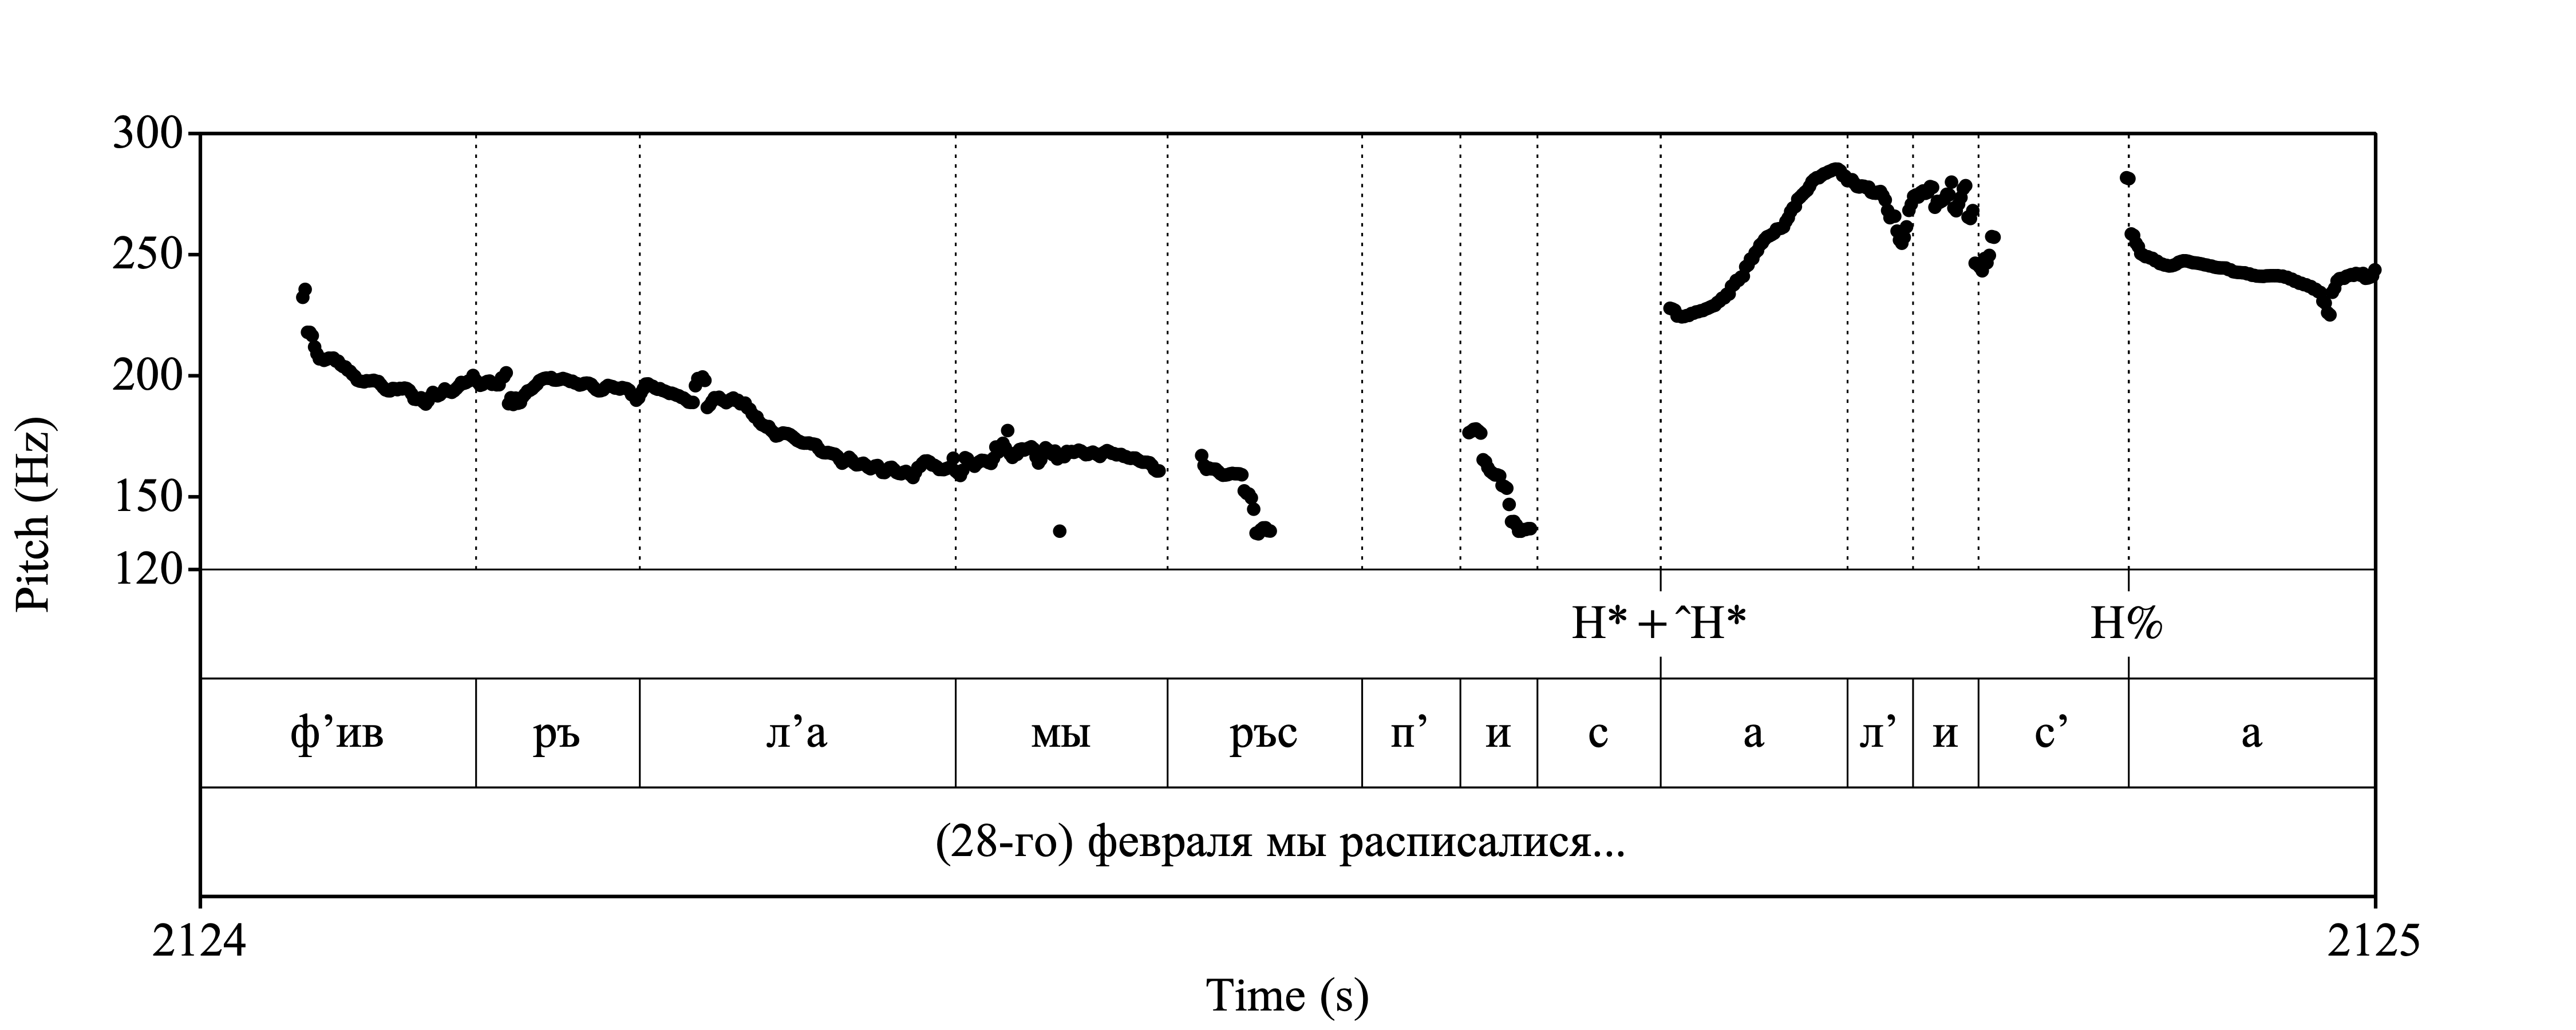 300
250
200
150
120
Pitch (Hz)
H* + ˆH* H%
ф’ив ръ л’а мы ръс п’ и с а л’ и с’ а
(28-го) февраля мы расписалися...
2124 2125
Time (s)